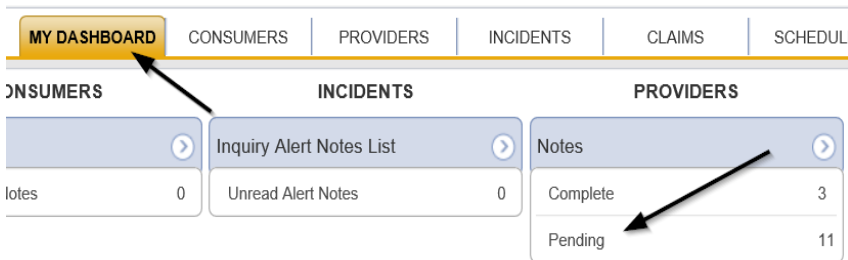 MY DASHBOARD CONSUMERS PROVIDERS INCIDENTS CLAIMS SCHEDUL
ONSUMERS INCIDENTS PROVIDERS
Inquiry Alert Notes List Notes
lotes 0 Unread Alert Notes 0 Complete 3
Pending 11